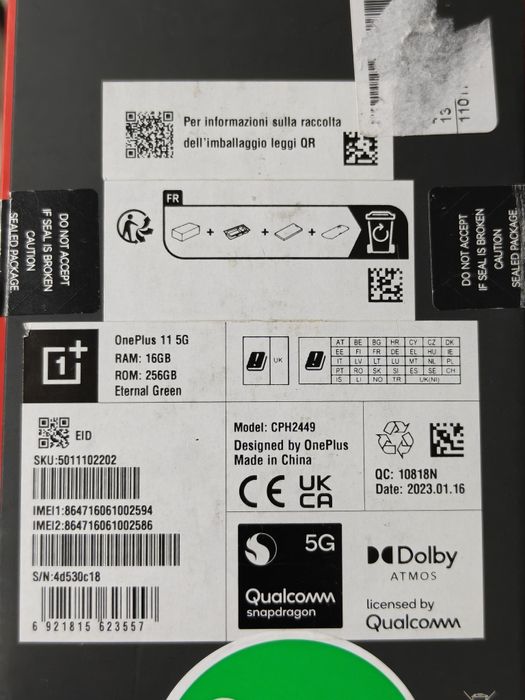 13
110
Per informazioni sulla raccolta
dell'imballaggio leggi QR
FR
+ + +
DO NOT ACCEPT
IF SEAL IS BROKEN
CAUTION
SEALED PACKAGE
DO NOT ACCEPT
IF SEAL IS BROKEN
CAUTION
SEALED PACKAGE
1+
OnePlus 11 5G
RAM: 16GB
ROM: 256GB
Eternal Green
UK
AT BE BG HR CY CZ DK
EE FI FR DE EL HU IE
IT LV LT LU MT NL PL
PT RO SK SI ES SE CH
IS LI NO TR UK(NI)
EID
SKU:5011102202
IMEI1:864716061002594
IMEI2:864716061002586
S/N:4d530c18
6 921815 623557
Model: CPH2449
Designed by OnePlus
Made in China
CE UK
CA
QC: 10818N
Date: 2023.01.16
5G
Qualcomm
snapdragon
Dolby
ATMOS
licensed by
Qualcomm